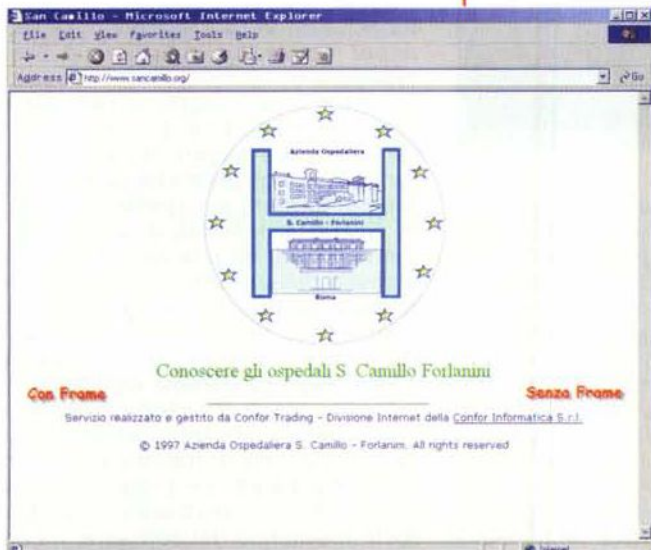 San Camillo - Microsoft Internet Explorer
File Edit View Favorites Tools Help
Address http://www.sancamillo.org/ Go
Azienda Ospedaliera
S. Camillo - Forlanini
Roma
Conoscere gli ospedali S. Camillo Forlanini
Con Frame
Senza Frame
Servizio realizzato e gestito da Confor Trading - Divisione Internet della Confor Informatica S.r.l.
© 1997 Azienda Ospedaliera S. Camillo - Forlanini. All rights reserved
Internet